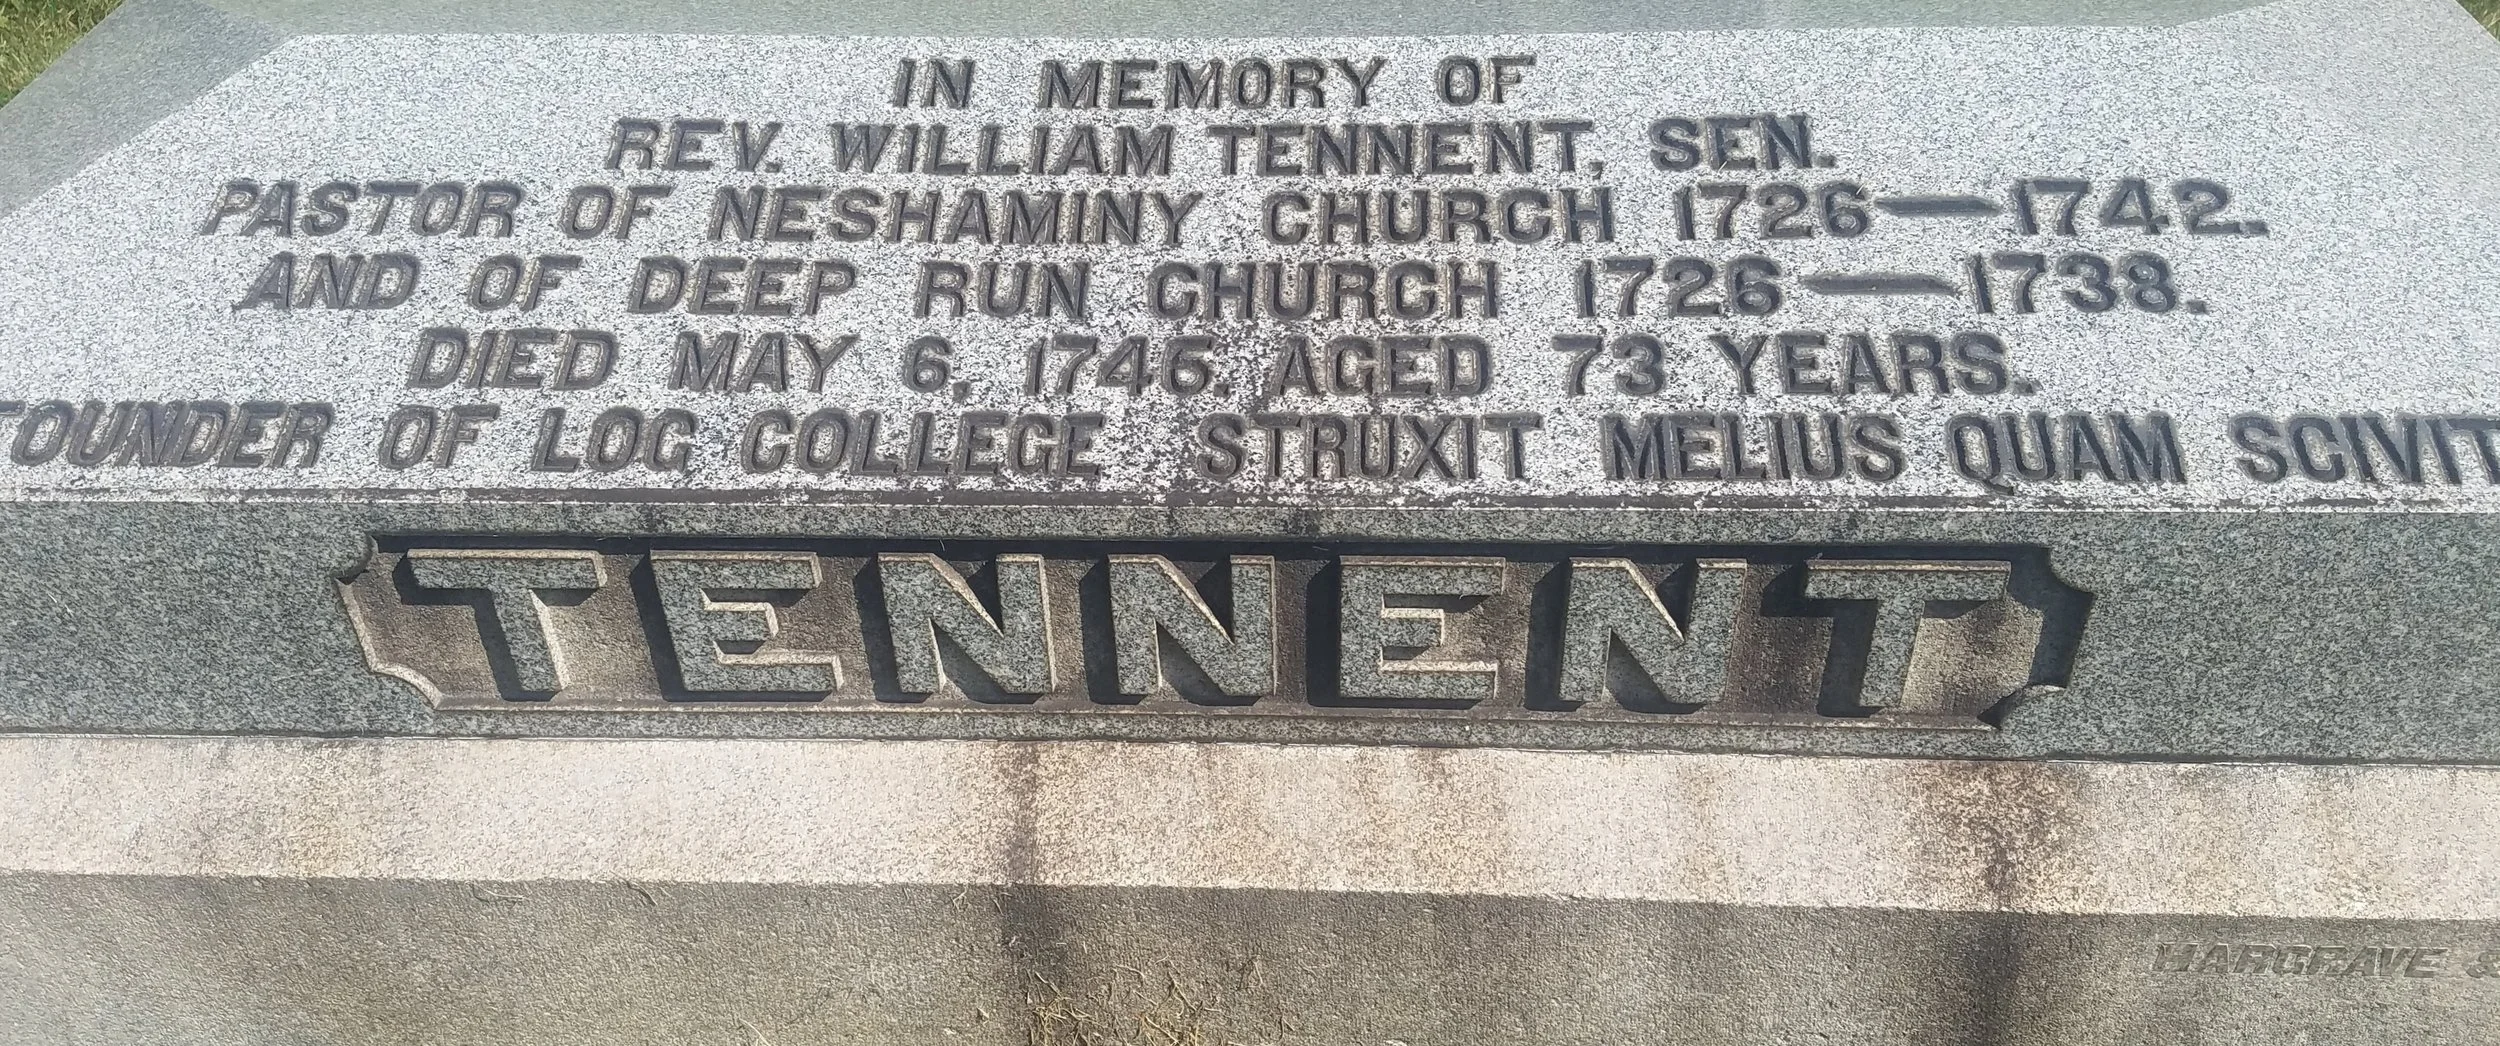 IN MEMORY OF
REV. WILLIAM TENNENT, SEN.
PASTOR OF NESHAMINY CHURCH 1726—1742.
AND OF DEEP RUN CHURCH 1726—1738.
DIED MAY 6, 1746, AGED 73 YEARS.
FOUNDER OF LOG COLLEGE STRUXIT MELIUS QUAM SCIVIT
TENNENT
HARGRAVE &